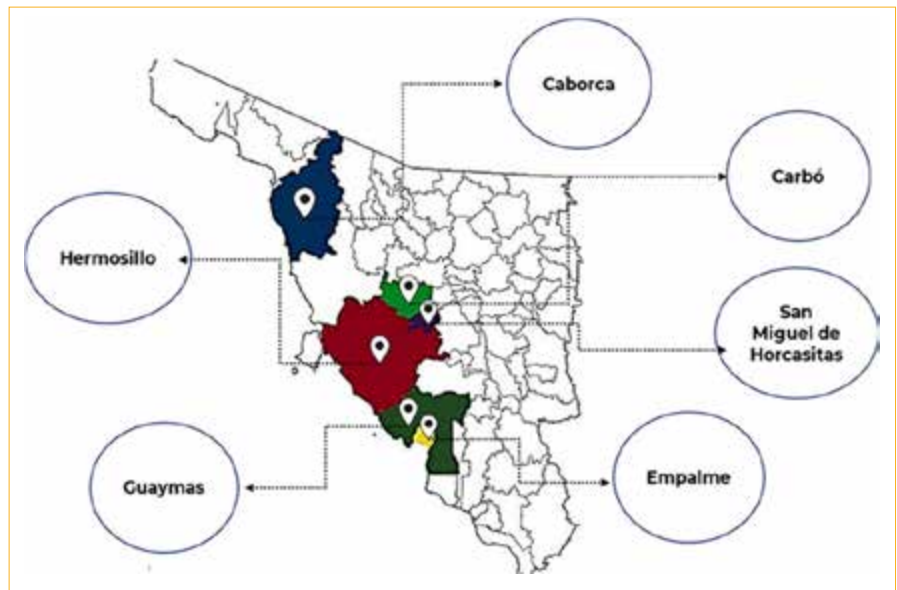 Caborca
Carbó
Hermosillo
San
Miguel de
Horcasitas
Guaymas
Empalme